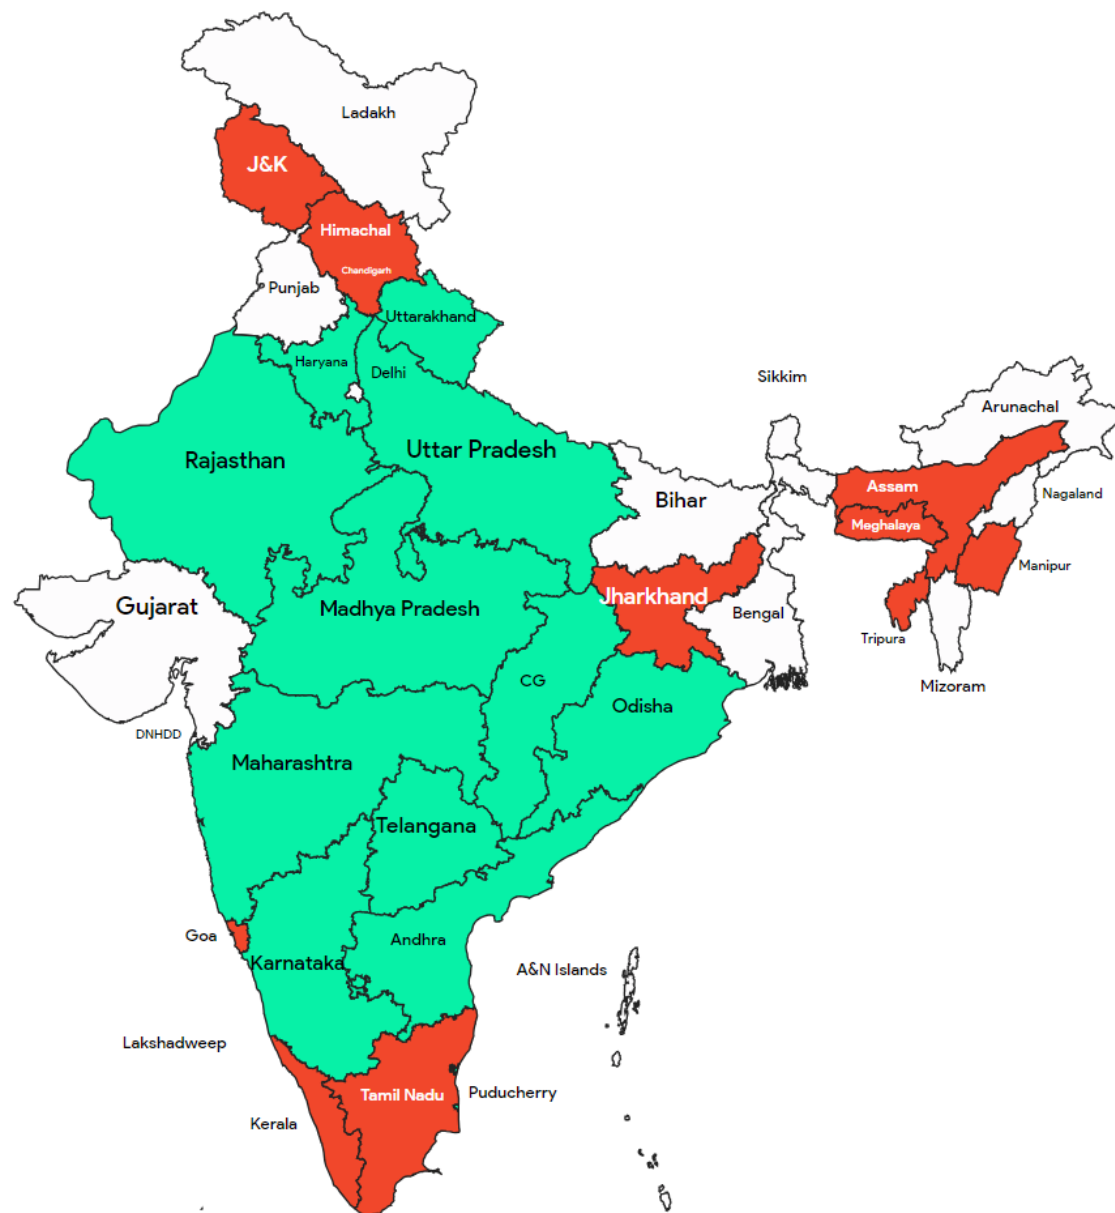 Ladakh
J&K
Himachal
Chandigarh
Punjab
Uttarakhand
Haryana
Delhi
Sikkim
Arunachal
Uttar Pradesh
Rajasthan
Assam
Bihar
Nagaland
Meghalaya
Manipur
Jharkhand
Gujarat
Madhya Pradesh
Bengal
Tripura
CG
Mizoram
Odisha
DNHDD
Maharashtra
Telangana
Goa
Andhra
Karnataka
A&N Islands
Lakshadweep
Tamil Nadu
Puducherry
Kerala